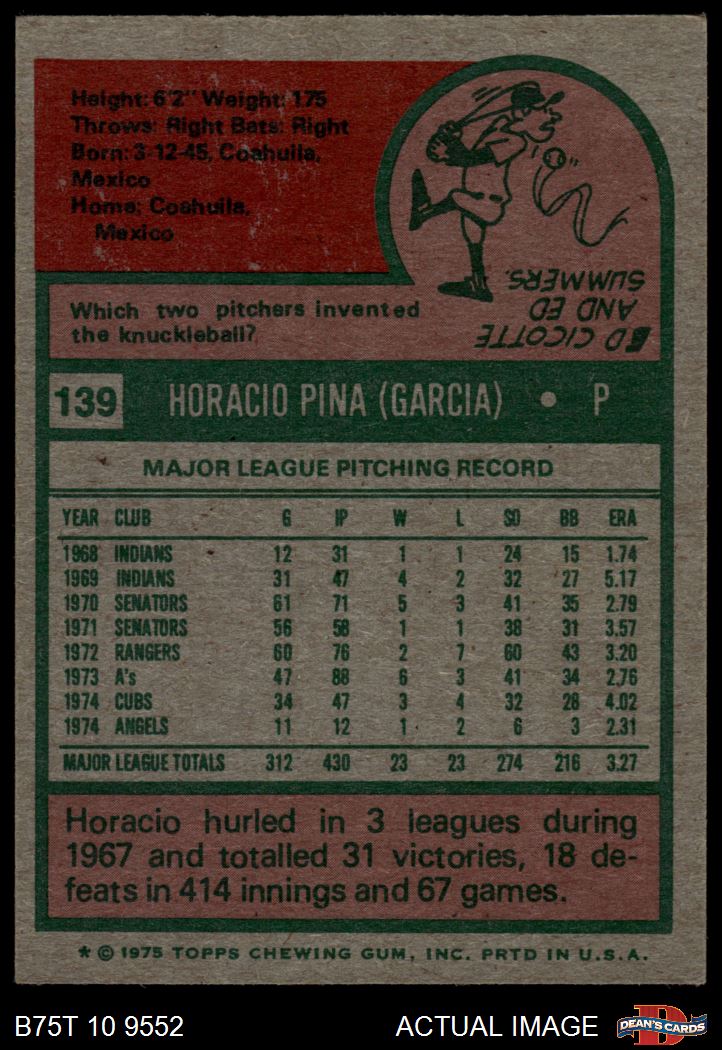 Height: 6'2" Weight: 175
Throws: Right Bats: Right
Born: 3-12-45, Coahuila,
Mexico
Home: Coahuila,
Mexico
Which two pitchers invented
the knuckleball?
ED CICOTTE
AND ED
SUMMERS.
139 HORACIO PINA (GARCIA) • P
MAJOR LEAGUE PITCHING RECORD
YEAR CLUB G IP W L SO BB ERA
1968 INDIANS 12 31 1 1 24 15 1.74
1969 INDIANS 31 47 4 2 32 27 5.17
1970 SENATORS 61 71 5 3 41 35 2.79
1971 SENATORS 56 58 1 1 38 31 3.57
1972 RANGERS 60 76 2 7 60 43 3.20
1973 A's 47 88 6 3 41 34 2.76
1974 CUBS 34 47 3 4 32 28 4.02
1974 ANGELS 11 12 1 2 6 3 2.31
MAJOR LEAGUE TOTALS 312 430 23 23 274 216 3.27
Horacio hurled in 3 leagues during
1967 and totalled 31 victories, 18 de-
feats in 414 innings and 67 games.
* © 1975 TOPPS CHEWING GUM, INC. PRTD IN U.S.A.
B75T 10 9552 ACTUAL IMAGE D DEAN'S CARDS